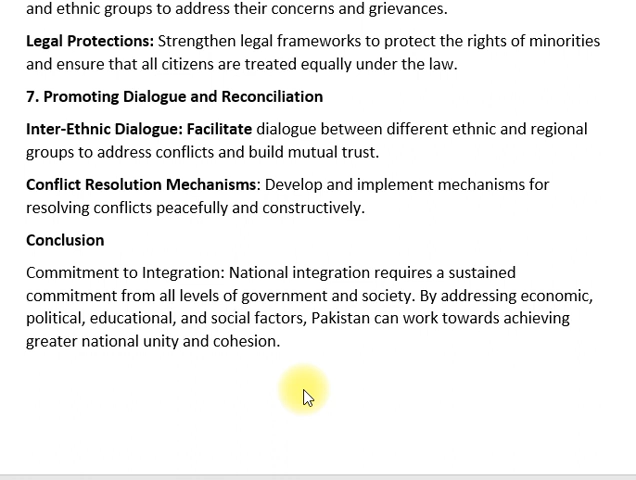 and ethnic groups to address their concerns and grievances.
Legal Protections: Strengthen legal frameworks to protect the rights of minorities
and ensure that all citizens are treated equally under the law.
7. Promoting Dialogue and Reconciliation
Inter-Ethnic Dialogue: Facilitate dialogue between different ethnic and regional
groups to address conflicts and build mutual trust.
Conflict Resolution Mechanisms: Develop and implement mechanisms for
resolving conflicts peacefully and constructively.
Conclusion
Commitment to Integration: National integration requires a sustained
commitment from all levels of government and society. By addressing economic,
political, educational, and social factors, Pakistan can work towards achieving
greater national unity and cohesion.